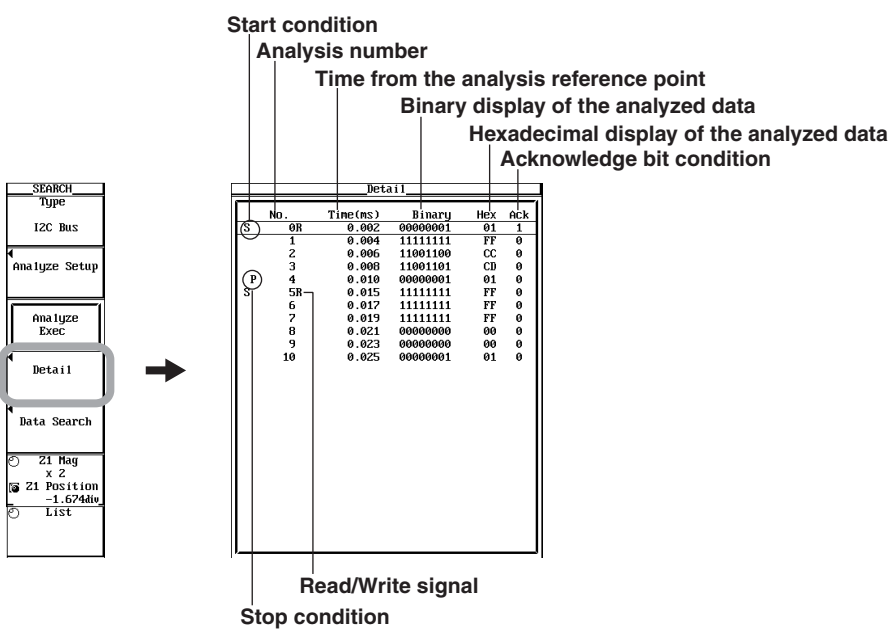 Start condition
Analysis number
Time from the analysis reference point
Binary display of the analyzed data
Hexadecimal display of the analyzed data
Acknowledge bit condition
SEARCH
Type
I2C Bus
Analyze Setup
Analyze
Exec
Detail
Data Search
Z1 Mag
x 2
Z1 Position
-1.674div
List
Detail
No. Time(ms) Binary Hex Ack
S 0R 0.002 00000001 01 1
1 0.004 11111111 FF 0
2 0.006 11001100 CC 0
3 0.008 11001101 CD 0
P 4 0.010 00000001 01 0
S 5R 0.015 11111111 FF 0
6 0.017 11111111 FF 0
7 0.019 11111111 FF 0
8 0.021 00000000 00 0
9 0.023 00000000 00 0
10 0.025 00000001 01 0
Read/Write signal
Stop condition